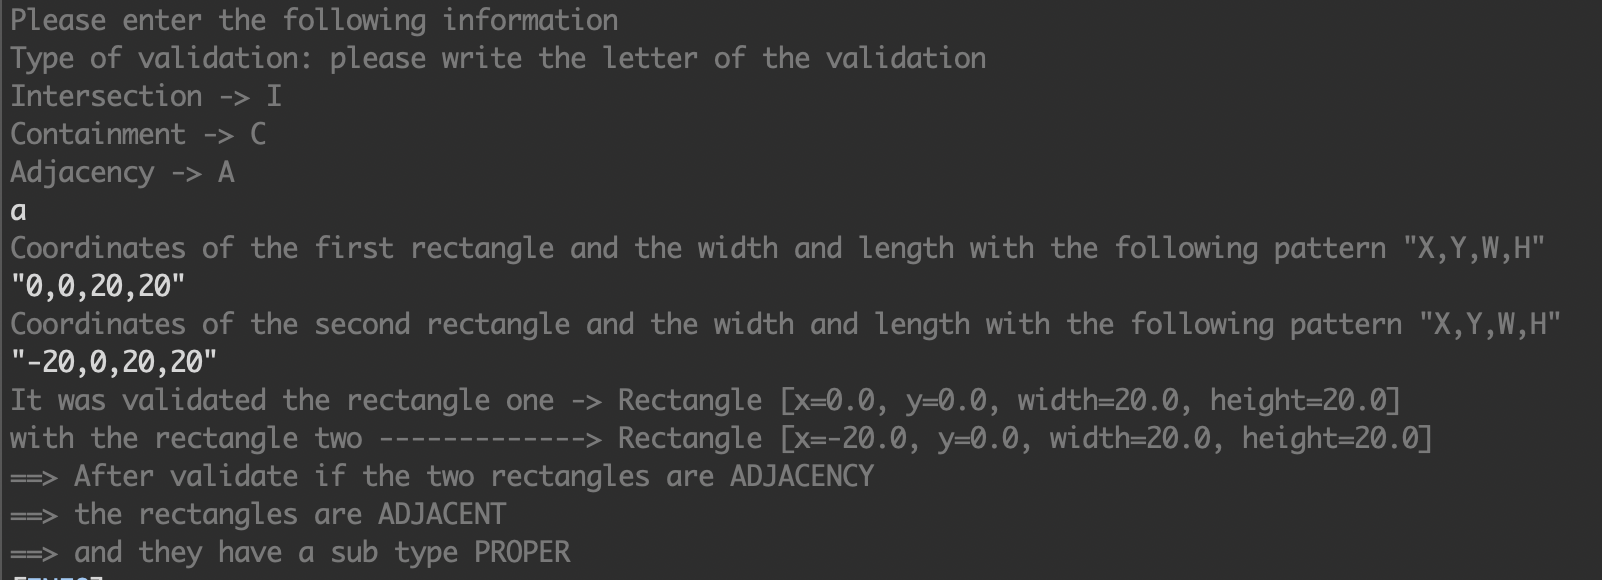 Please enter the following information
Type of validation: please write the letter of the validation
Intersection -> I
Containment -> C
Adjacency -> A
a
Coordinates of the first rectangle and the width and length with the following pattern "X,Y,W,H"
"0,0,20,20"
Coordinates of the second rectangle and the width and length with the following pattern "X,Y,W,H"
"-20,0,20,20"
It was validated the rectangle one -> Rectangle [x=0.0, y=0.0, width=20.0, height=20.0]
with the rectangle two -------------> Rectangle [x=-20.0, y=0.0, width=20.0, height=20.0]
==> After validate if the two rectangles are ADJACENCY
==> the rectangles are ADJACENT
==> and they have a sub type PROPER